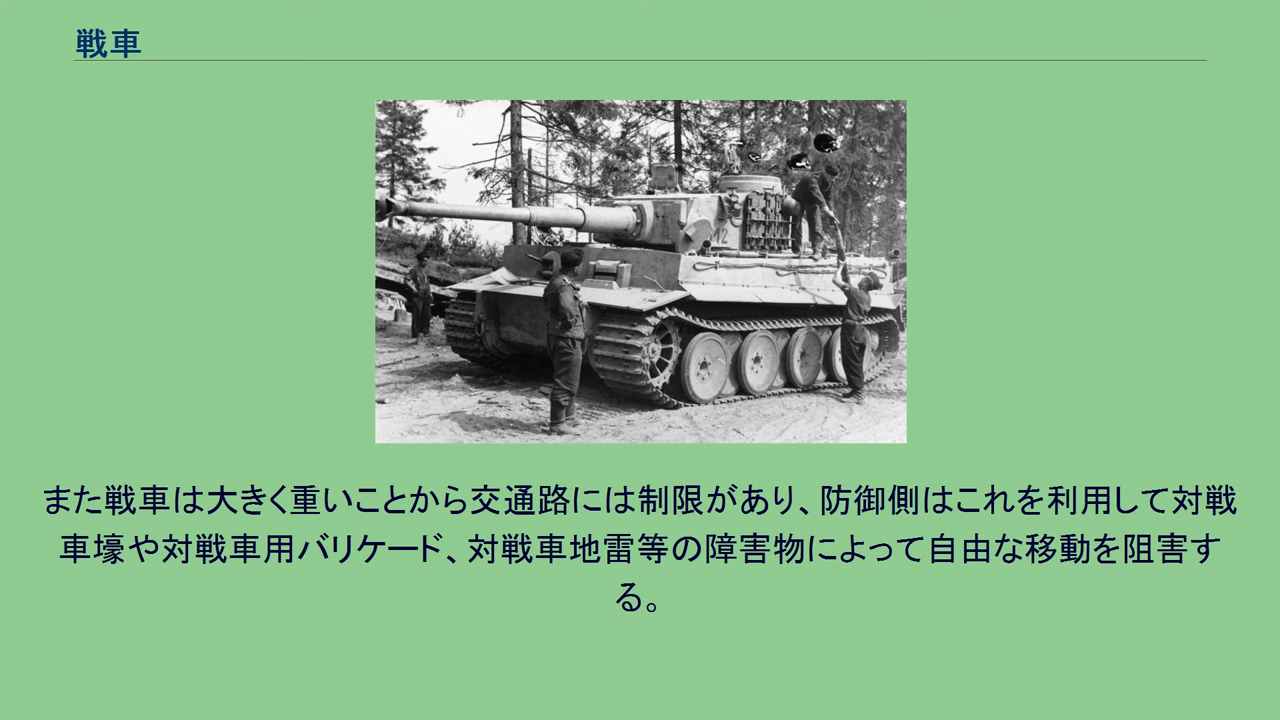 戦車
また戦車は大きく重いことから交通路には制限があり、防御側はこれを利用して対戦
車壕や対戦車用バリケード、対戦車地雷等の障害物によって自由な移動を阻害す
る。